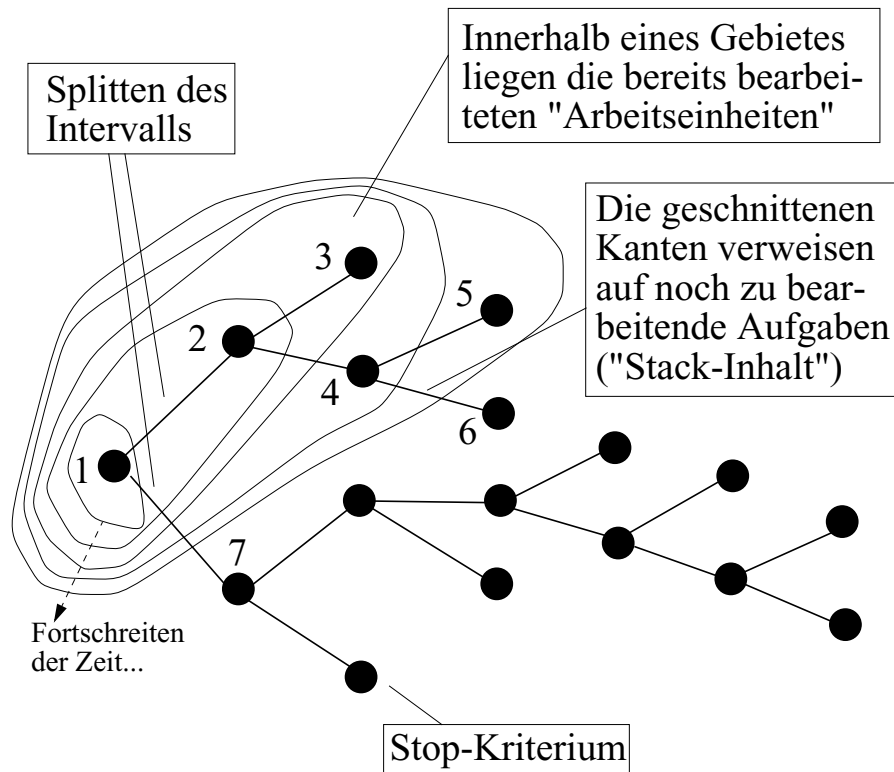 Innerhalb eines Gebietes
liegen die bereits bearbei-
teten "Arbeitseinheiten"
Splitten des
Intervalls
Die geschnittenen
Kanten verweisen
auf noch zu bear-
beitende Aufgaben
("Stack-Inhalt")
3
5
2
4
6
1
7
Fortschreiten
der Zeit...
Stop-Kriterium